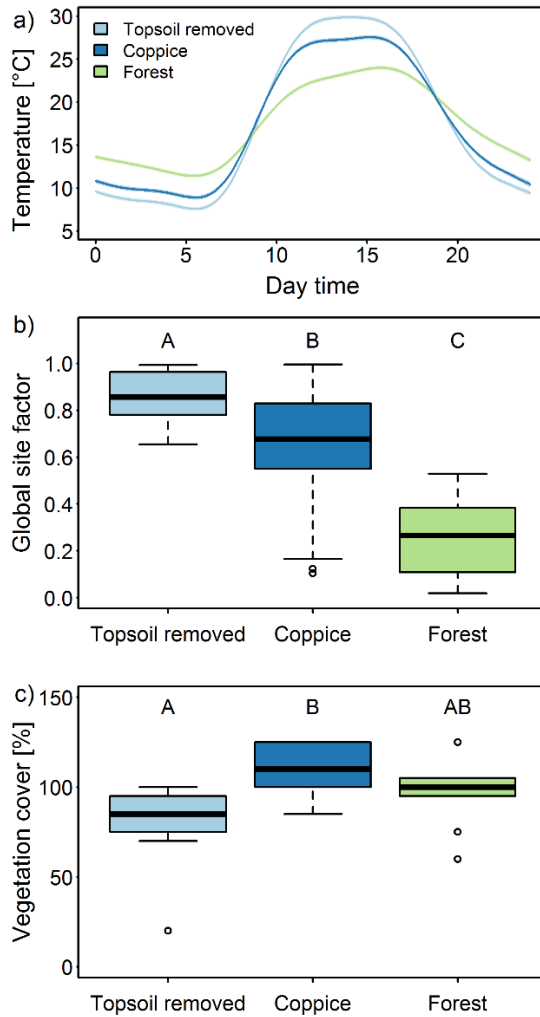 a)
Temperature [°C]
30
25
20
15
10
5
Topsoil removed
Coppice
Forest
0 5 10 15 20
Day time
b)
Global site factor
A B C
1.0
0.8
0.6
0.4
0.2
0.0
Topsoil removed Coppice Forest
c)
Vegetation cover [%]
A B AB
150
100
50
0
Topsoil removed Coppice Forest